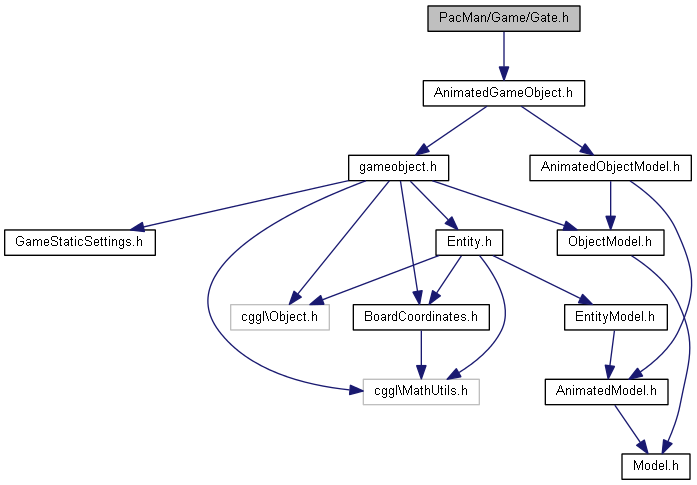 PacMan/Game/Gate.h
AnimatedGameObject.h
gameobject.h
AnimatedObjectModel.h
GameStaticSettings.h
Entity.h
ObjectModel.h
cggl\Object.h
BoardCoordinates.h
EntityModel.h
cggl\MathUtils.h
AnimatedModel.h
Model.h